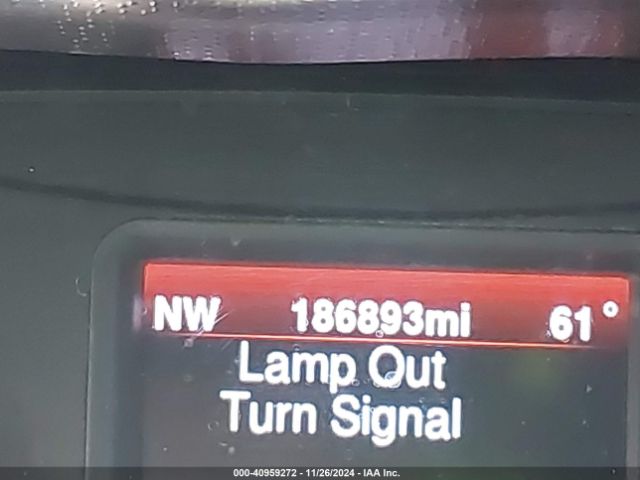 NW 186893mi 61°
Lamp Out
Turn Signal
000-40959272 - 11/26/2024 - IAA Inc.